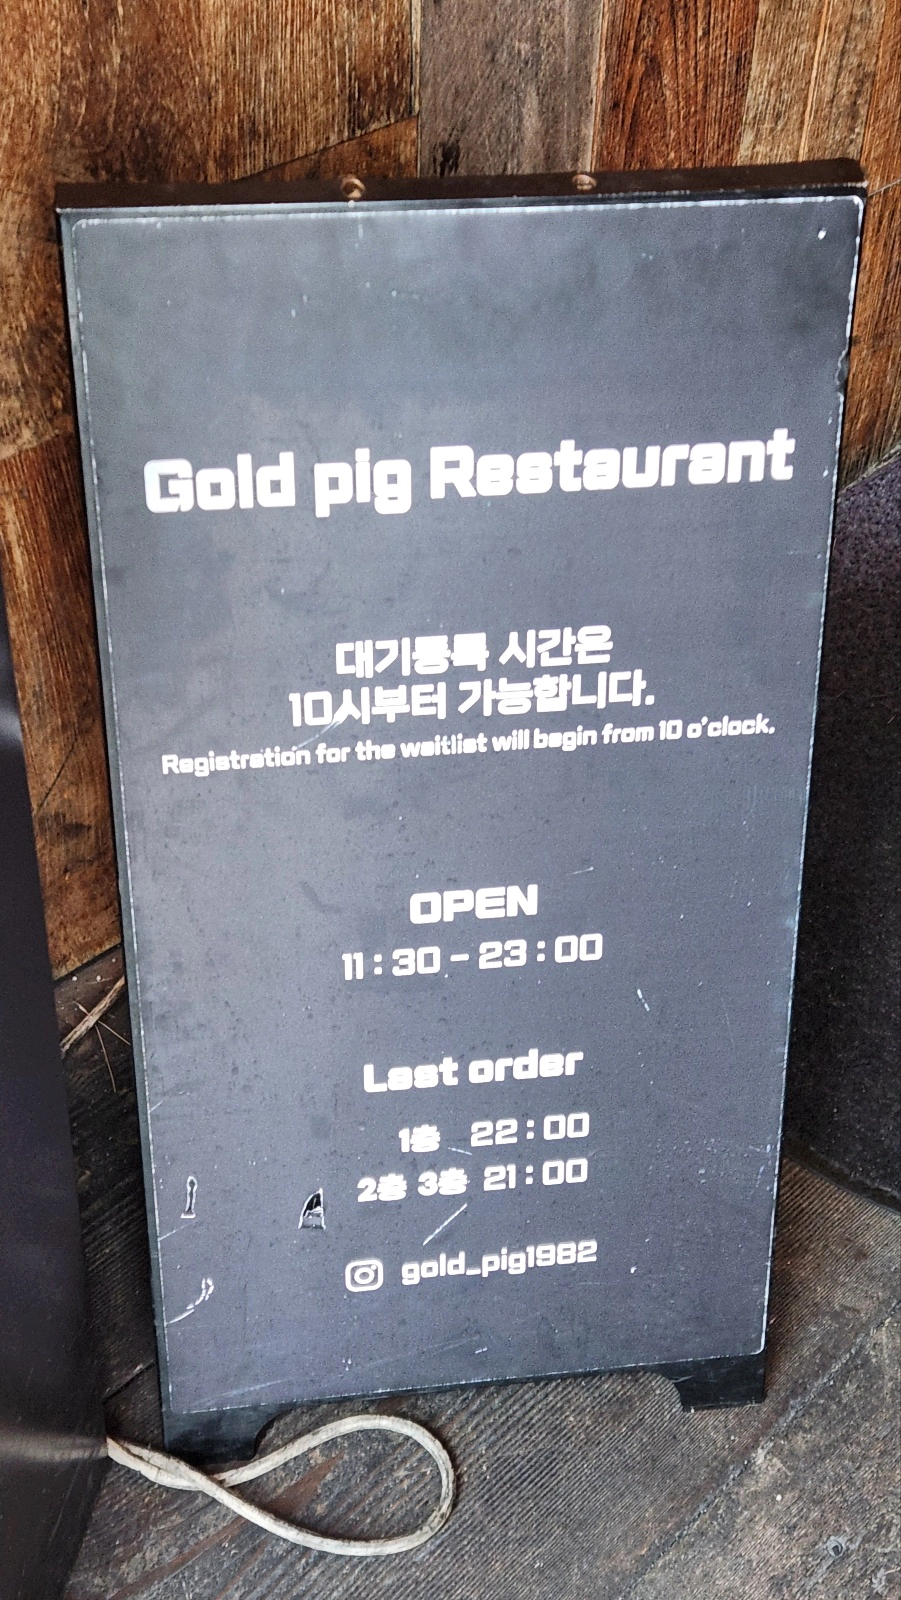 Gold pig Restaurant
대기등록 시간은
10시부터 가능합니다.
Registration for the waitlist will begin from 10 o'clock.
OPEN
11 : 30 - 23 : 00
Last order
1층 22 : 00
2층 3층 21 : 00
gold_pig1982